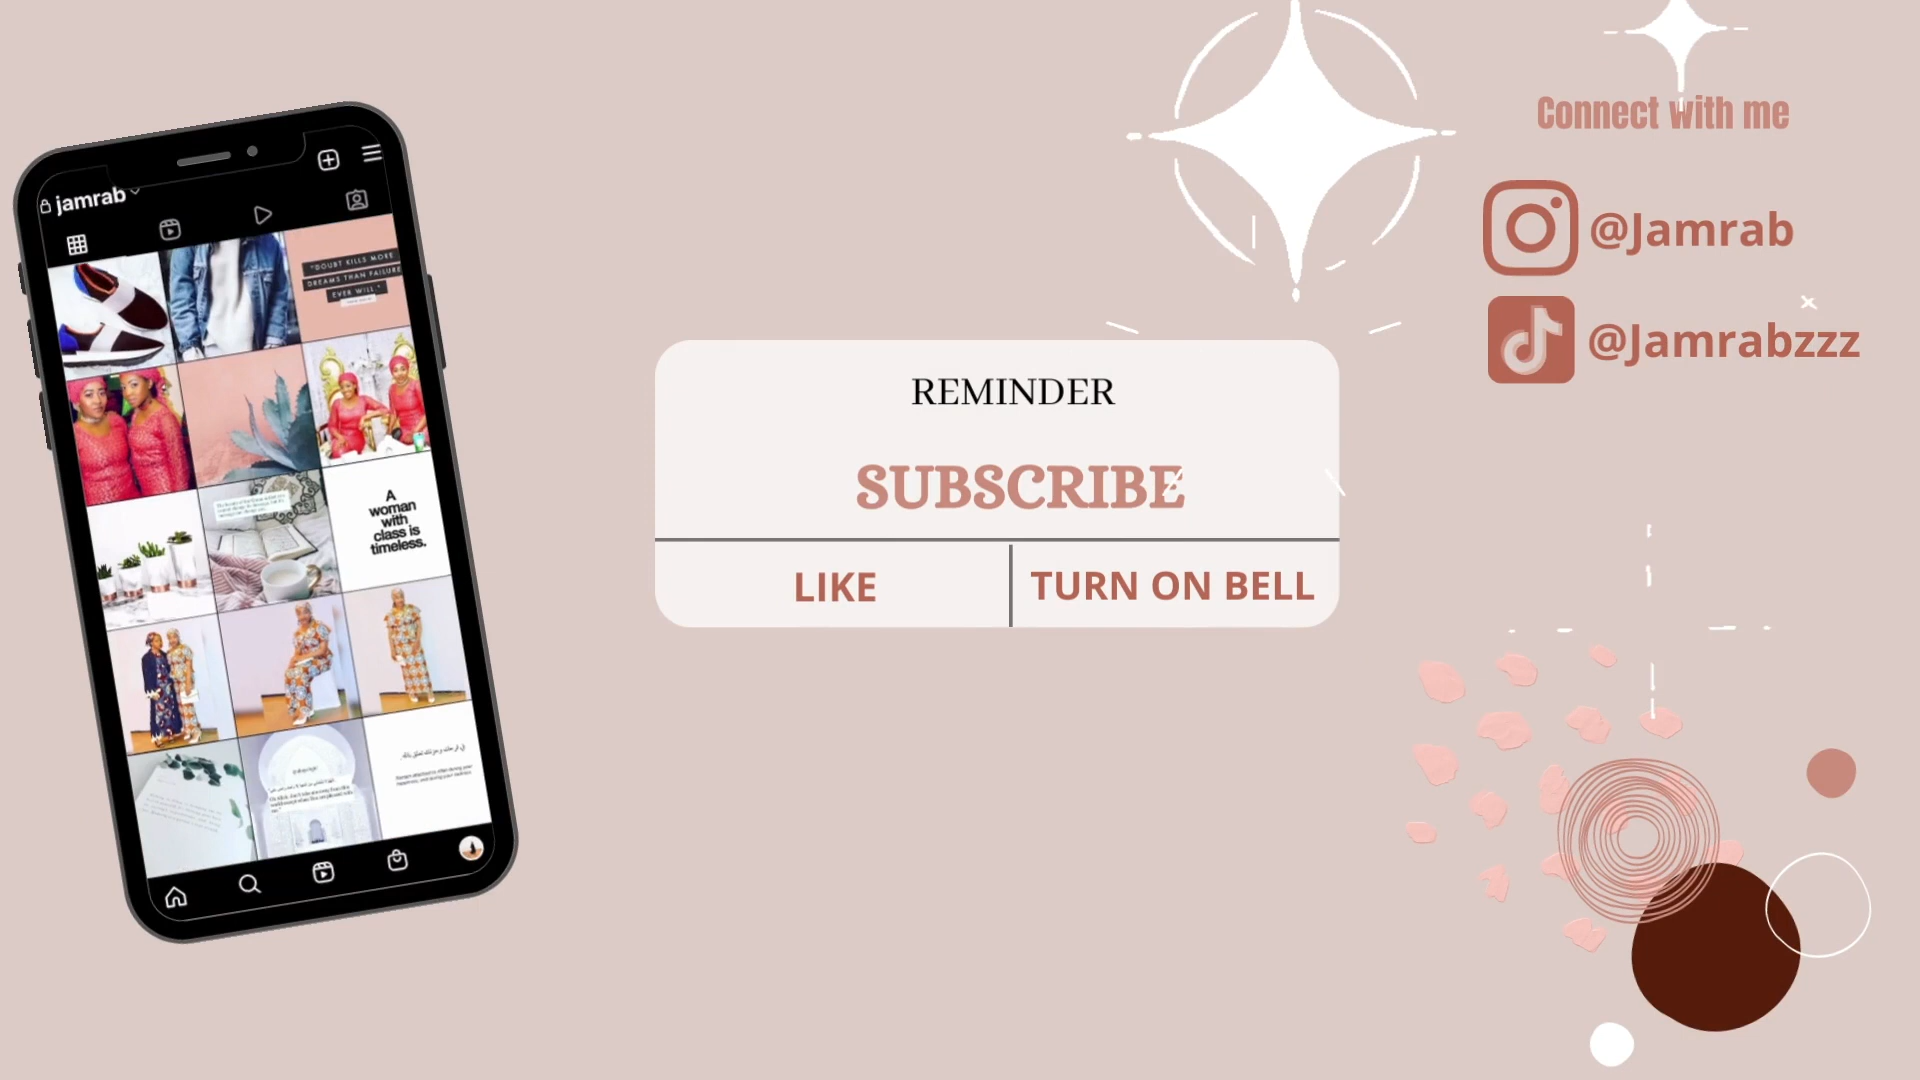 jamrab
"DOUBT KILLS MORE
DREAMS THAN FAILURE
EVER WILL."
A
woman
with
class is
timeless.
REMINDER
SUBSCRIBE
LIKE
TURN ON BELL
Connect with me
@Jamrab
@Jamrabzzz